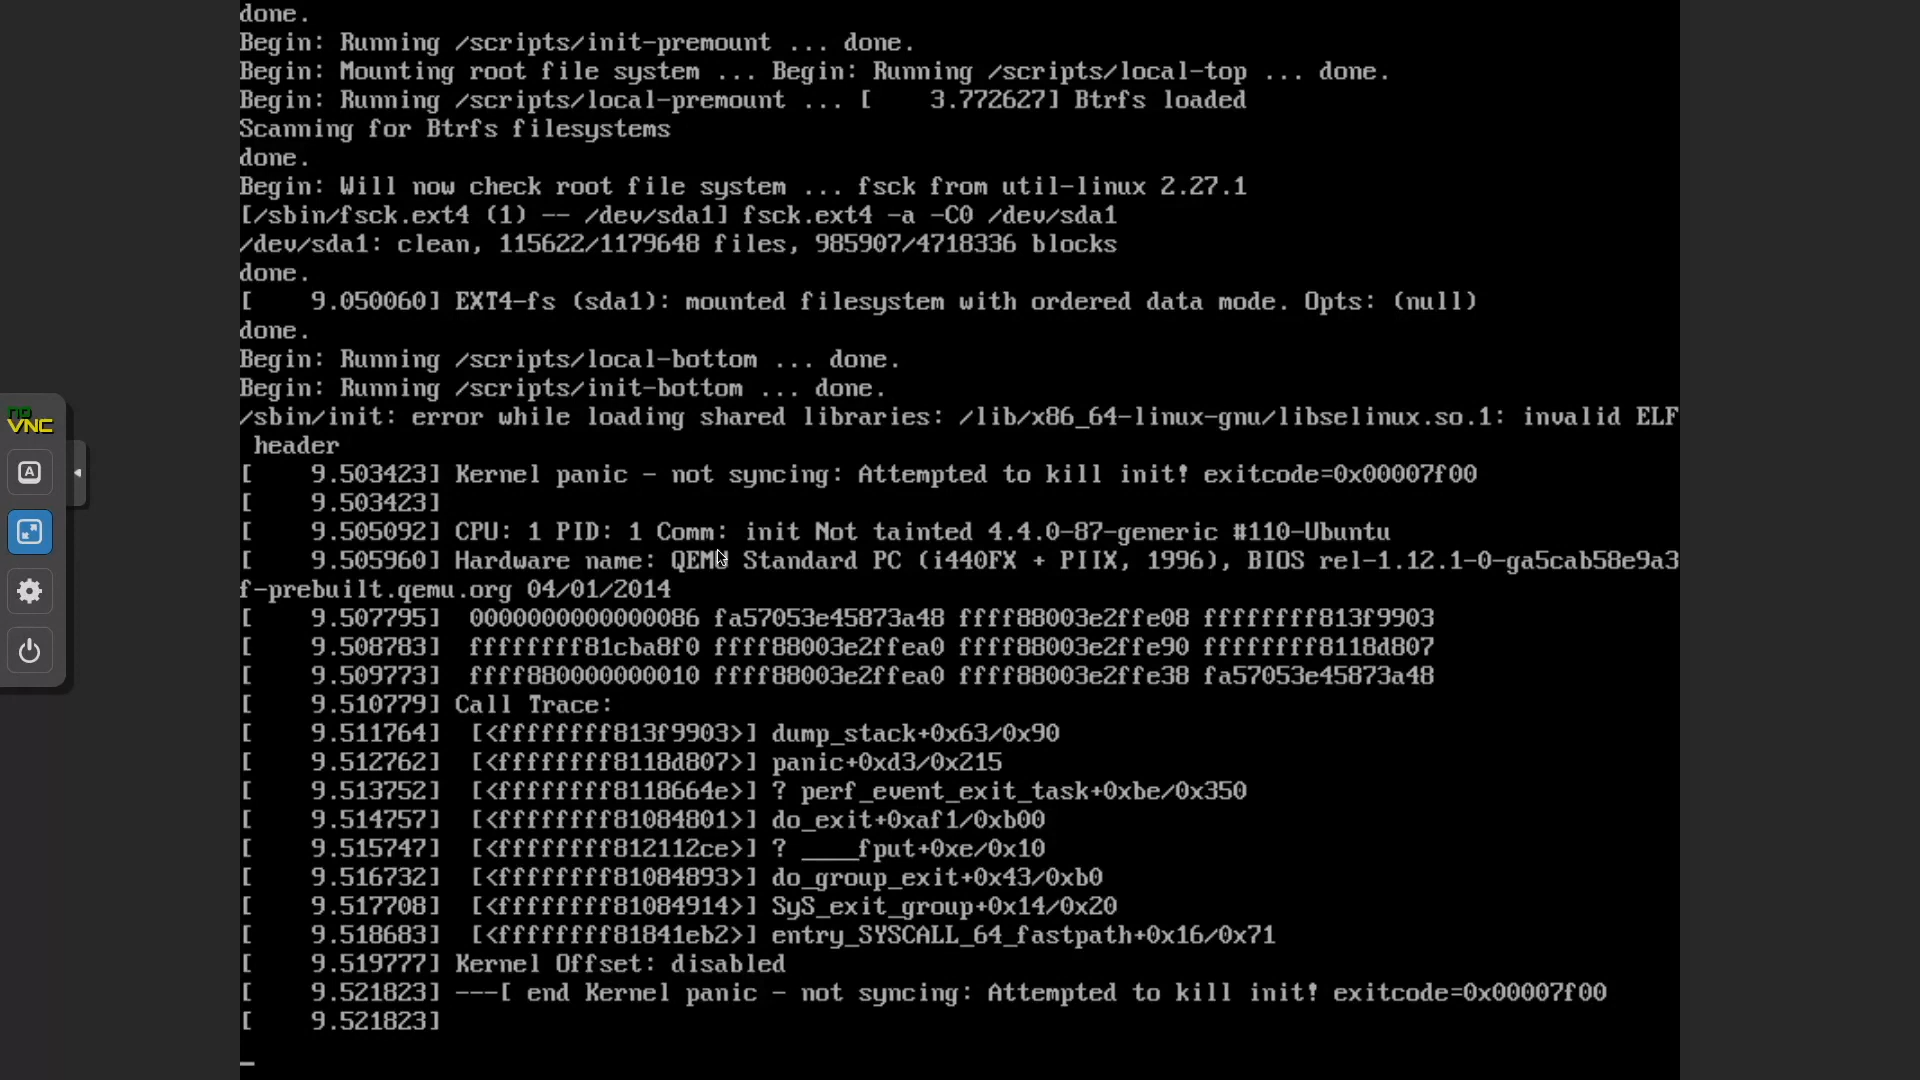 done.
Begin: Running /scripts/init-premount ... done.
Begin: Mounting root file system ... Begin: Running /scripts/local-top ... done.
Begin: Running /scripts/local-premount ... [    3.772627] Btrfs loaded
Scanning for Btrfs filesystems
done.
Begin: Will now check root file system ... fsck from util-linux 2.27.1
[/sbin/fsck.ext4 (1) -- /dev/sda1] fsck.ext4 -a -C0 /dev/sda1
/dev/sda1: clean, 115622/1179648 files, 985907/4718336 blocks
done.
[    9.050060] EXT4-fs (sda1): mounted filesystem with ordered data mode. Opts: (null)
done.
Begin: Running /scripts/local-bottom ... done.
Begin: Running /scripts/init-bottom ... done.
/sbin/init: error while loading shared libraries: /lib/x86_64-linux-gnu/libselinux.so.1: invalid ELF
 header
[    9.503423] Kernel panic - not syncing: Attempted to kill init! exitcode=0x00007f00
[    9.503423]
[    9.505092] CPU: 1 PID: 1 Comm: init Not tainted 4.4.0-87-generic #110-Ubuntu
[    9.505960] Hardware name: QEMU Standard PC (i440FX + PIIX, 1996), BIOS rel-1.12.1-0-ga5cab58e9a3
f-prebuilt.qemu.org 04/01/2014
[    9.507795]  0000000000000086 fa57053e45873a48 ffff88003e2ffe08 ffffffff813f9903
[    9.508783]  ffffffff81cba8f0 ffff88003e2ffea0 ffff88003e2ffe90 ffffffff8118d807
[    9.509773]  ffff880000000010 ffff88003e2ffea0 ffff88003e2ffe38 fa57053e45873a48
[    9.510779] Call Trace:
[    9.511764]  [<ffffffff813f9903>] dump_stack+0x63/0x90
[    9.512762]  [<ffffffff8118d807>] panic+0xd3/0x215
[    9.513752]  [<ffffffff8118664e>] ? perf_event_exit_task+0xbe/0x350
[    9.514757]  [<ffffffff81084801>] do_exit+0xaf1/0xb00
[    9.515747]  [<ffffffff812112ce>] ? ____fput+0xe/0x10
[    9.516732]  [<ffffffff81084893>] do_group_exit+0x43/0xb0
[    9.517708]  [<ffffffff81084914>] SyS_exit_group+0x14/0x20
[    9.518683]  [<ffffffff81841eb2>] entry_SYSCALL_64_fastpath+0x16/0x71
[    9.519777] Kernel Offset: disabled
[    9.521823] ---[ end Kernel panic - not syncing: Attempted to kill init! exitcode=0x00007f00
[    9.521823]
_
no
VNC
A